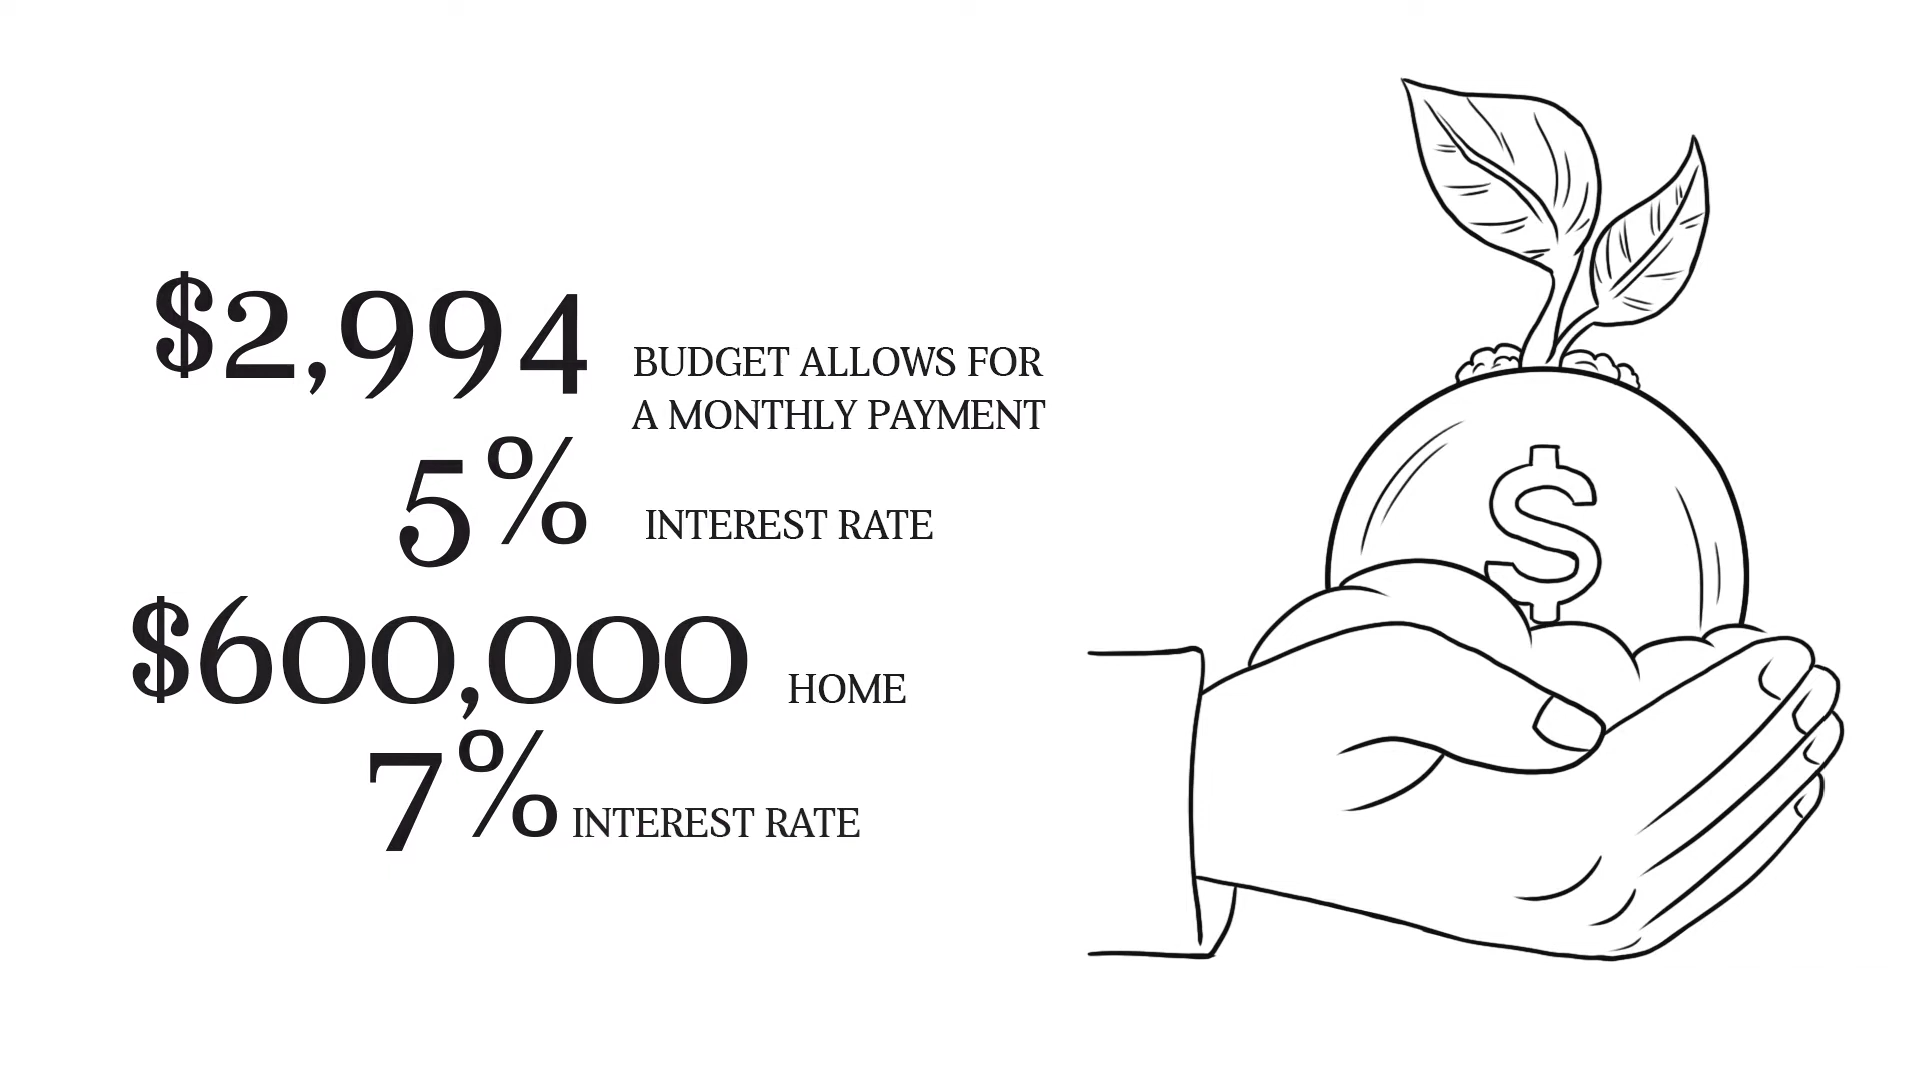 $2,994 BUDGET ALLOWS FOR
A MONTHLY PAYMENT
5% INTEREST RATE
$600,000 HOME
7% INTEREST RATE
$